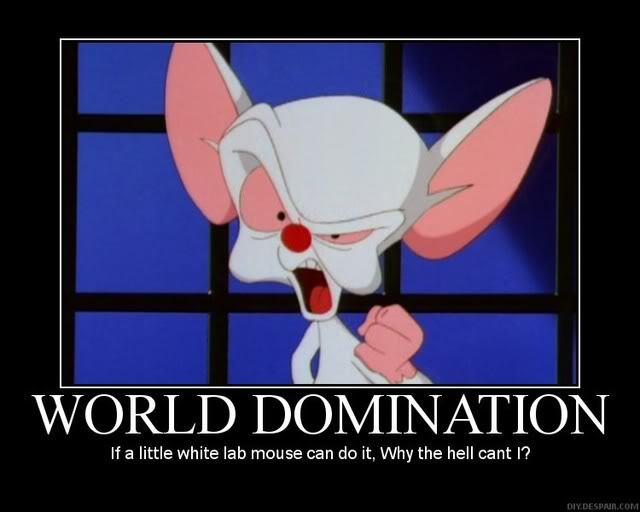 WORLD DOMINATION
If a little white lab mouse can do it, Why the hell cant I?
DIY.DESPAIR.COM